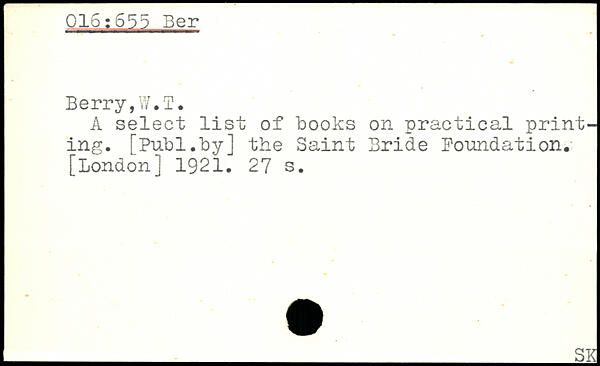 016:655 Ber
Berry,W.T.
A select list of books on practical print-
ing. [Publ.by] the Saint Bride Foundation.
[London] 1921. 27 s.
SK